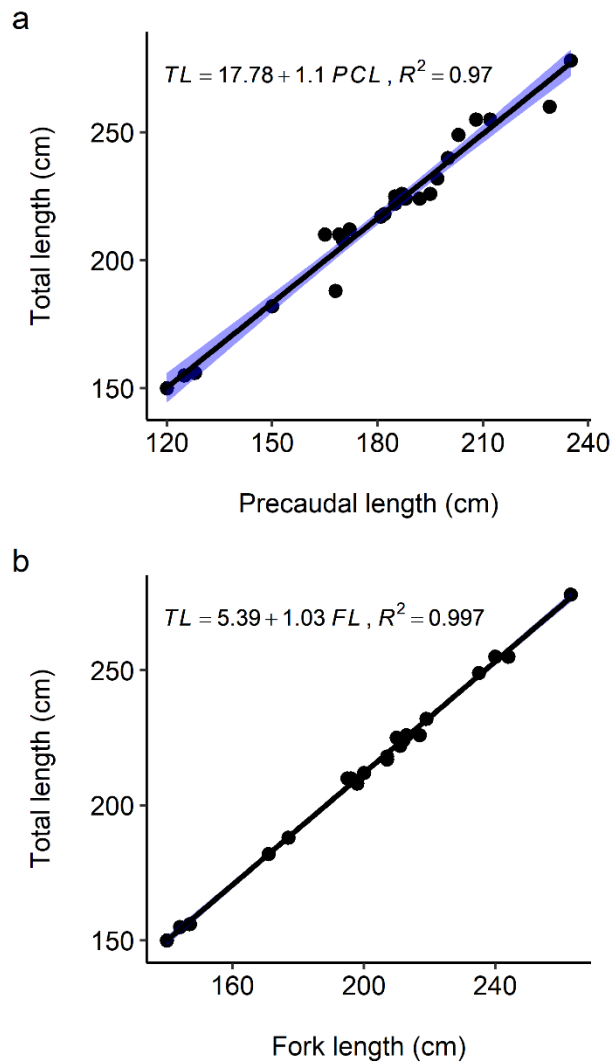 a
TL = 17.78 + 1.1 PCL , R² = 0.97
250
200
150
Total length (cm)
120 150 180 210 240
Precaudal length (cm)
b
TL = 5.39 + 1.03 FL , R² = 0.997
250
200
150
Total length (cm)
160 200 240
Fork length (cm)